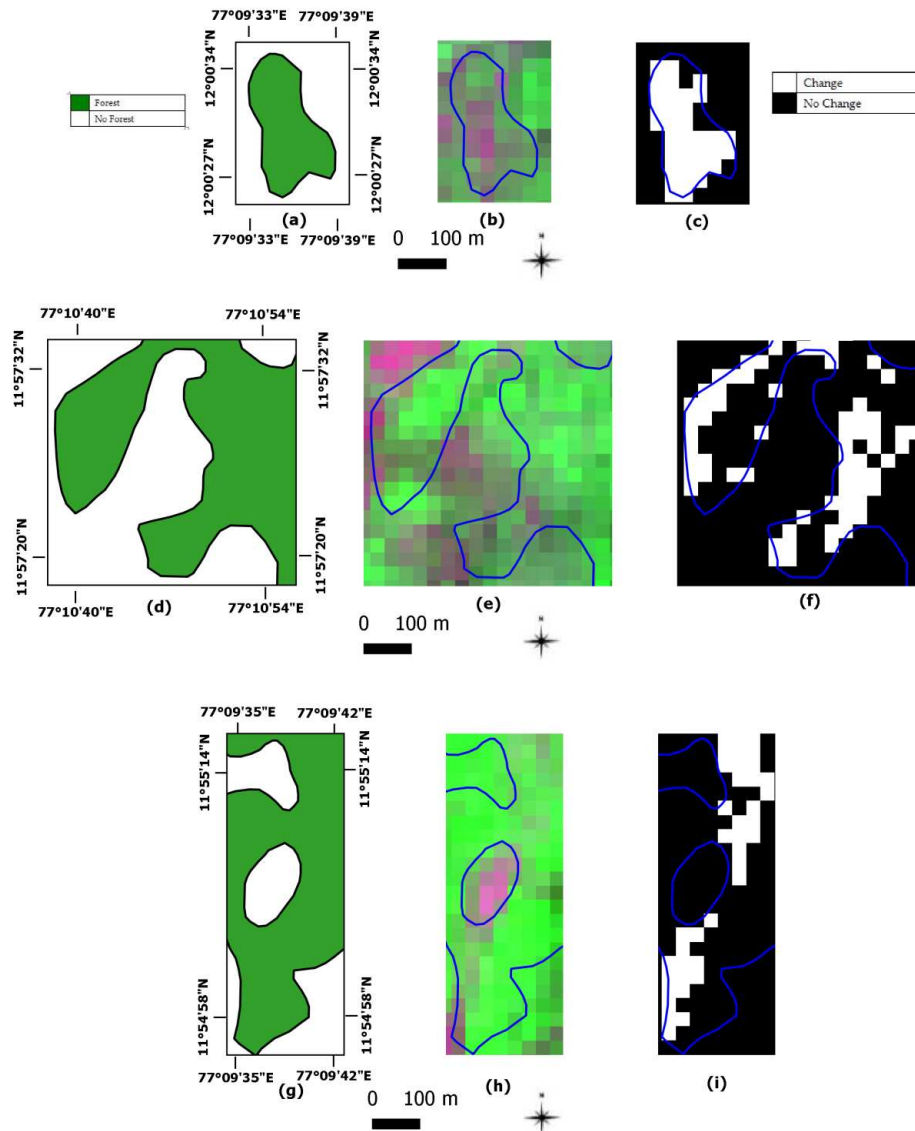 77°09'33"E 77°09'39"E
12°00'34"N 12°00'34"N
Forest
No Forest
Change
No Change
12°00'27"N 12°00'27"N
(a) (b) (c)
77°09'33"E 77°09'39"E
0 100 m
N
77°10'40"E 77°10'54"E
11°57'32"N 11°57'32"N
11°57'20"N 11°57'20"N
77°10'40"E 77°10'54"E
(d) (e) (f)
0 100 m
N
77°09'35"E 77°09'42"E
11°55'14"N 11°55'14"N
11°54'58"N 11°54'58"N
77°09'35"E 77°09'42"E
(g) (h) (i)
0 100 m
N